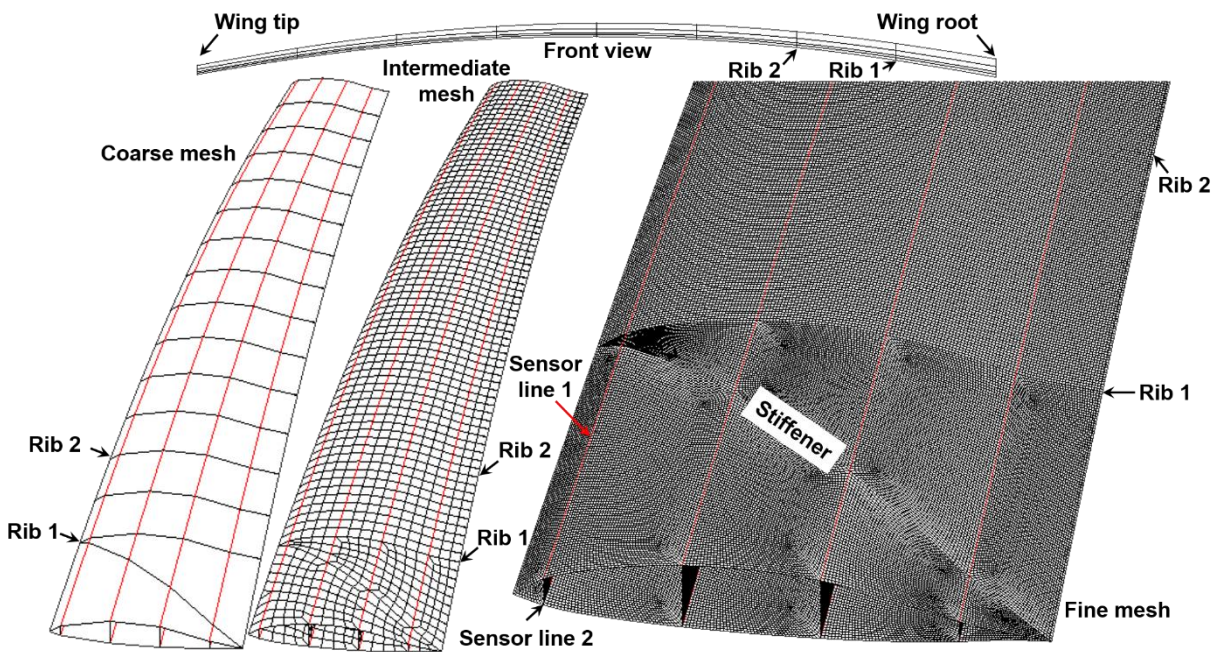 Wing tip
Wing root
Front view
Rib 2
Rib 1
Intermediate
mesh
Coarse mesh
Rib 2
Sensor
line 1
Rib 1
Stiffener
Rib 2
Rib 2
Rib 1
Rib 1
Fine mesh
Sensor line 2